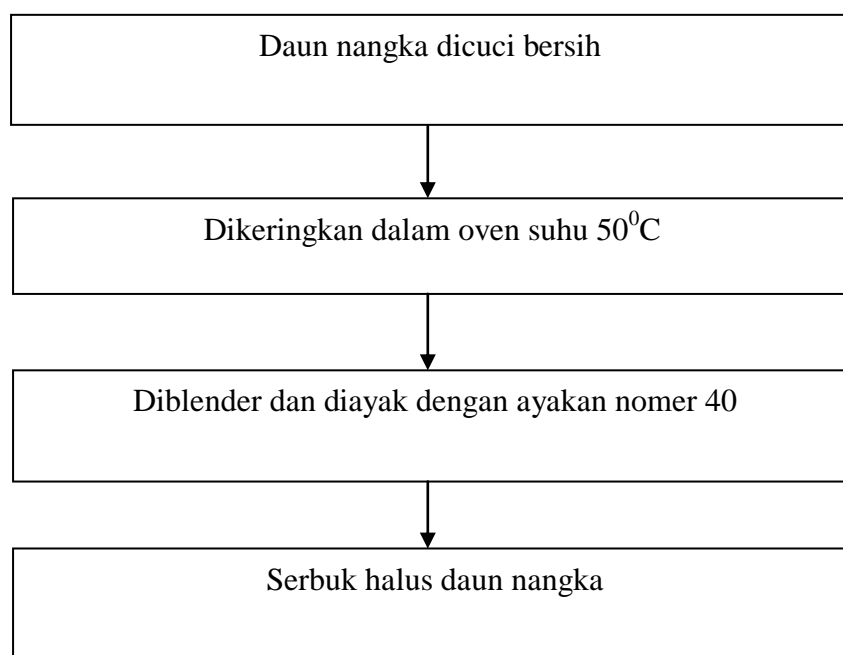 Daun nangka dicuci bersih
Dikeringkan dalam oven suhu 50⁰C
Diblender dan diayak dengan ayakan nomer 40
Serbuk halus daun nangka